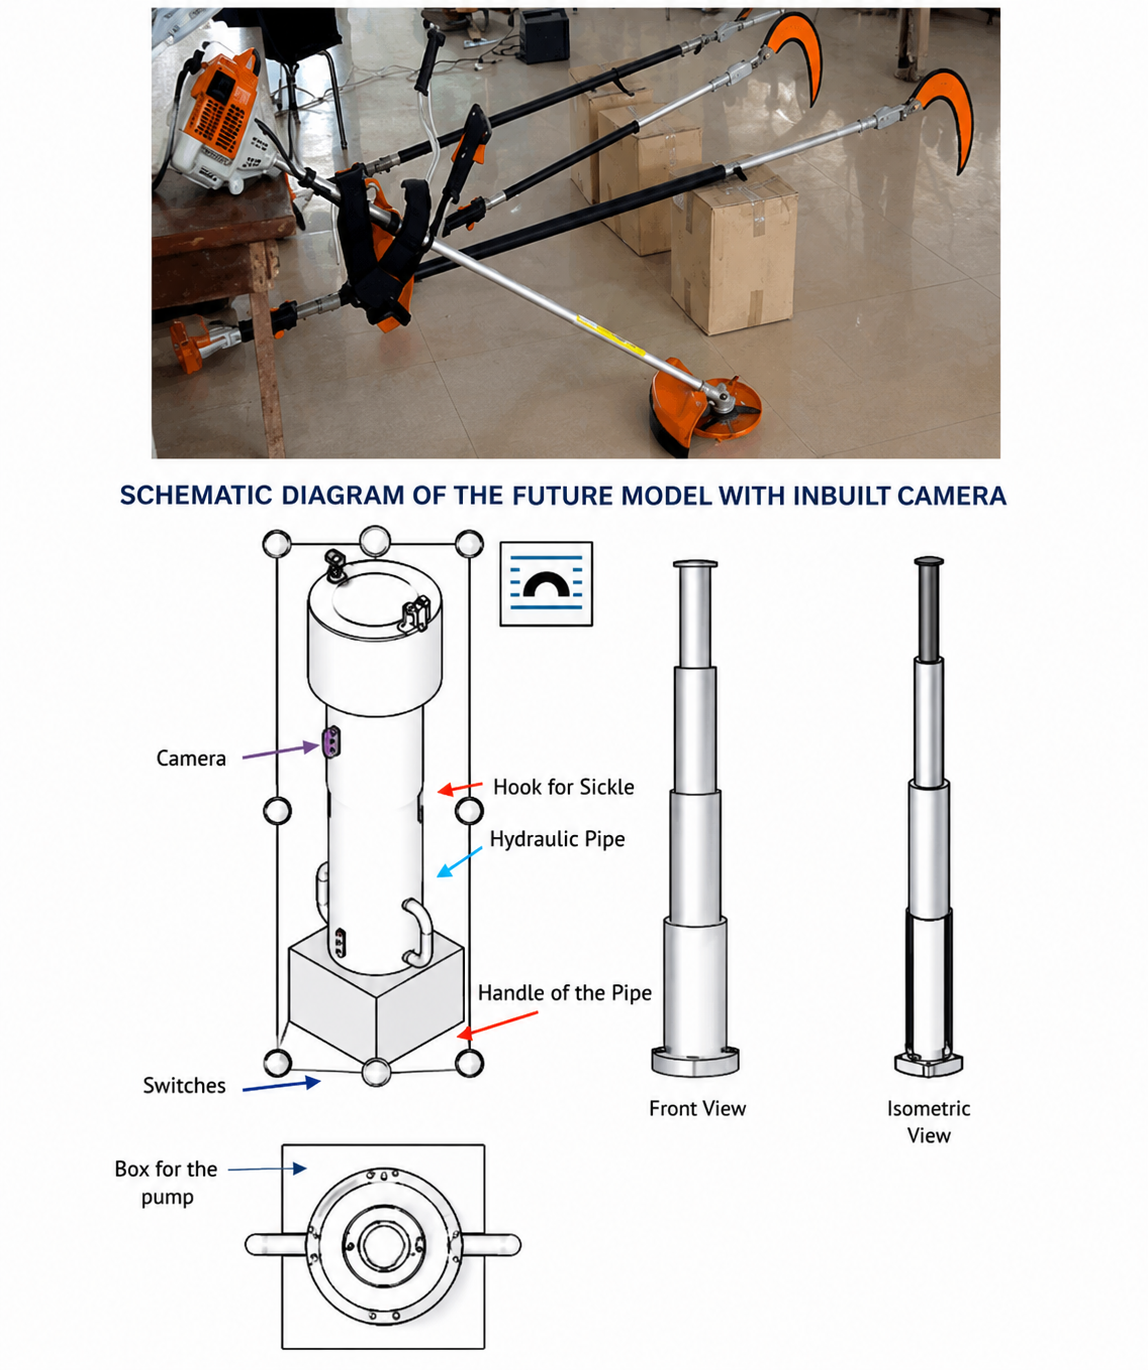 SCHEMATIC DIAGRAM OF THE FUTURE MODEL WITH INBUILT CAMERA
Camera
Hook for Sickle
Hydraulic Pipe
Handle of the Pipe
Switches
Front View
Isometric
View
Box for the
pump